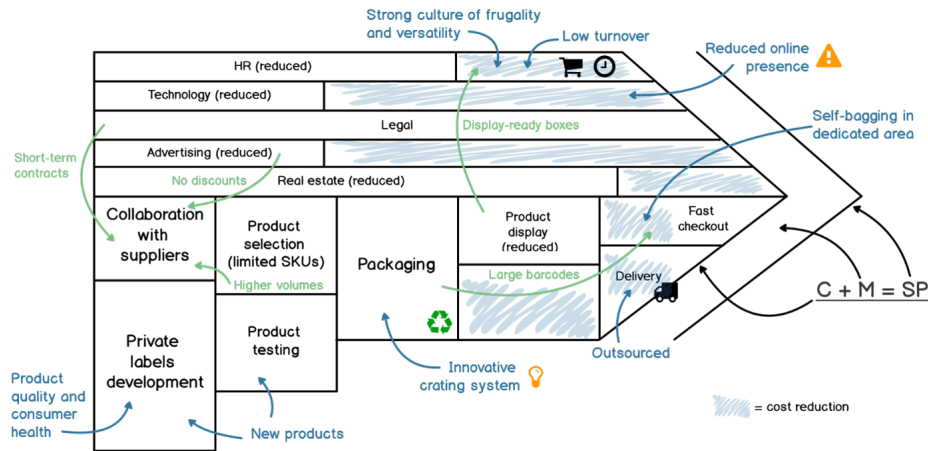 Strong culture of frugality
and versatility
Low turnover
Reduced online
presence
HR (reduced)
Technology (reduced)
Legal
Display-ready boxes
Self-bagging in
dedicated area
Short-term
contracts
Advertising (reduced)
No discounts
Real estate (reduced)
Collaboration
with
suppliers
Product
selection
(limited SKUs)
Higher volumes
Packaging
Product
display
(reduced)
Large barcodes
Fast
checkout
Delivery
C + M = SP
Private
labels
development
Product
testing
Innovative
crating system
Outsourced
Product
quality and
consumer
health
New products
= cost reduction